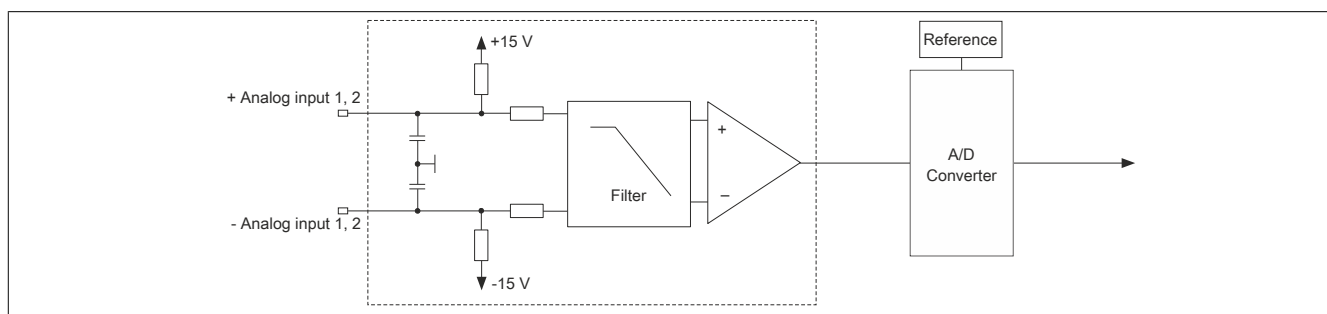 +15 V
Reference
+ Analog input 1, 2
+
A/D
Converter
Filter
–
- Analog input 1, 2
-15 V